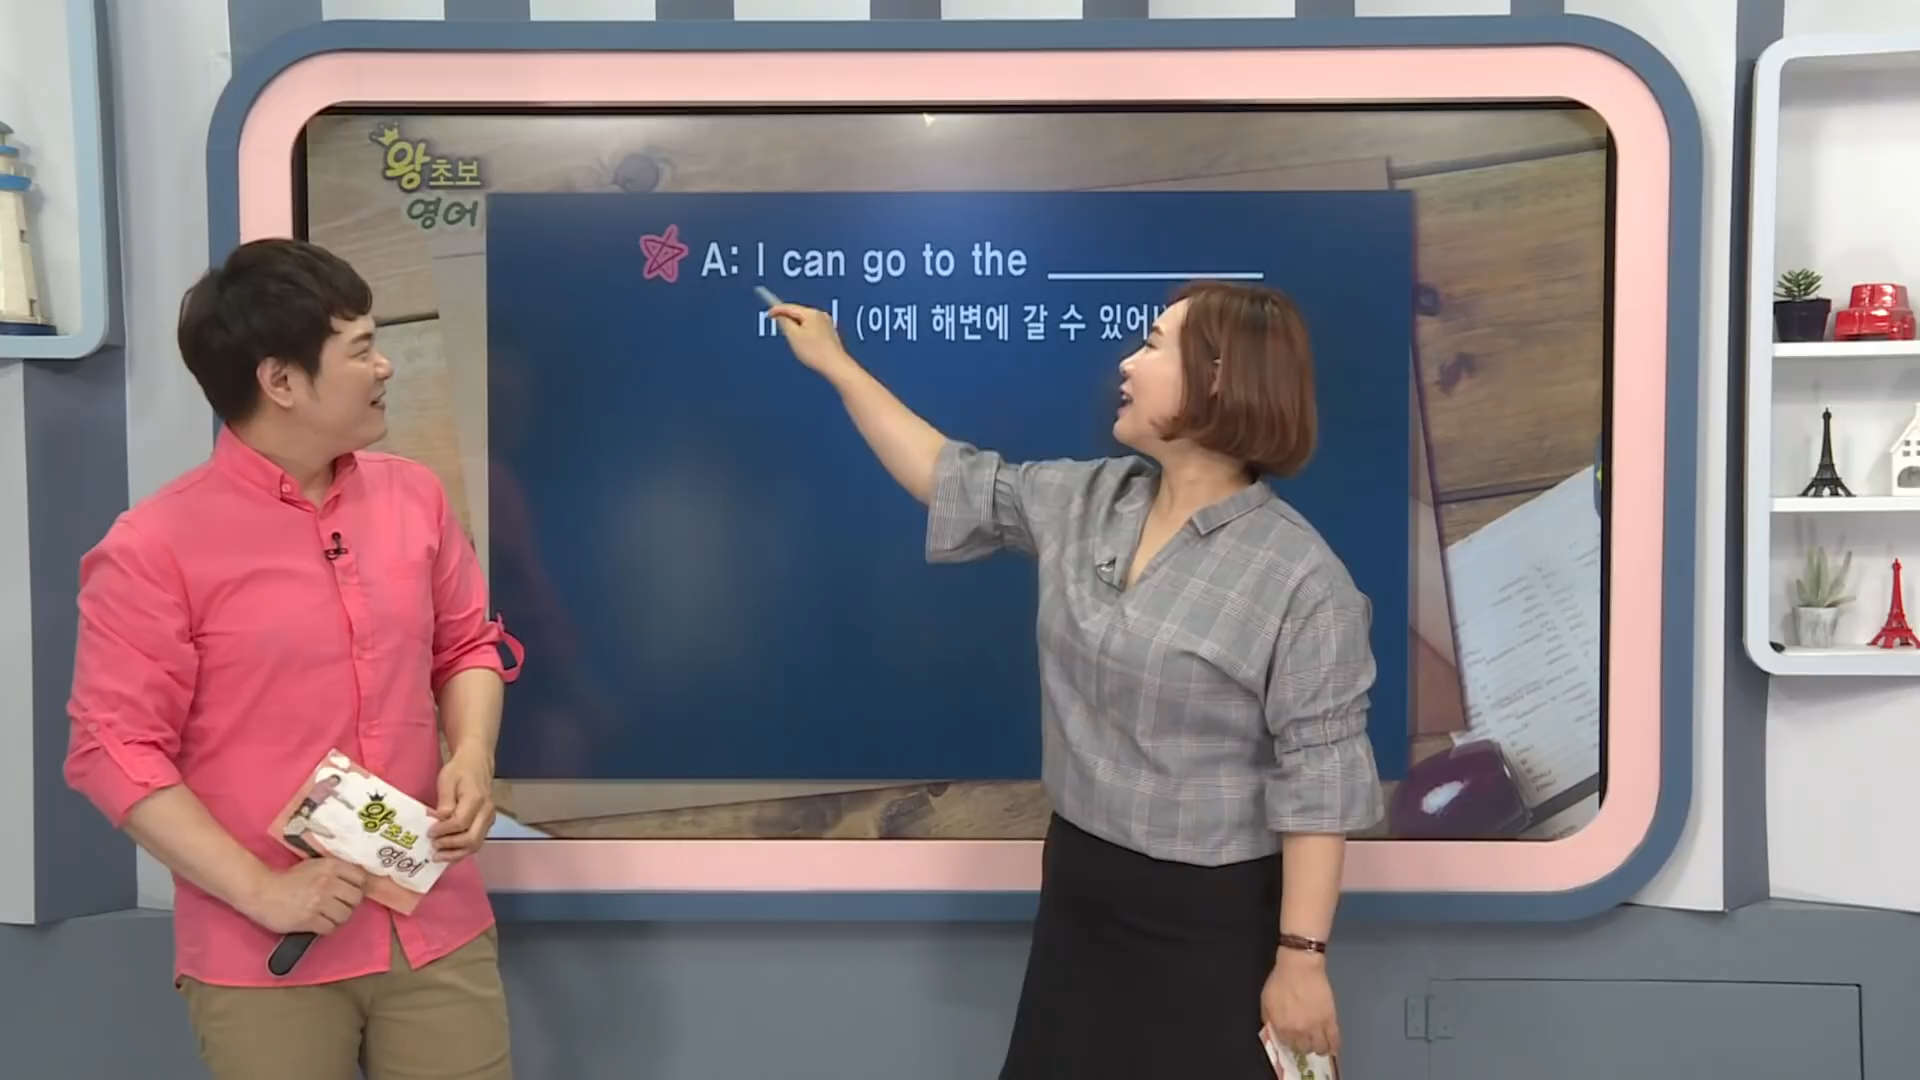 왕초보
영어
A: I can go to the
(이제 해변에 갈 수 있어!
왕초보
영어